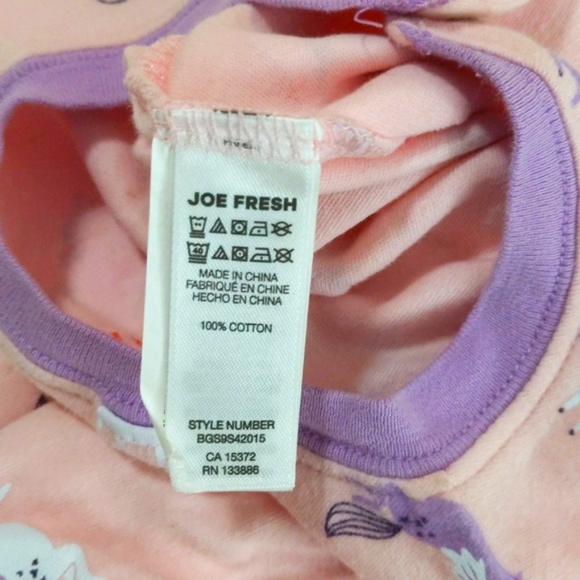 JOE FRESH
40
MADE IN CHINA
FABRIQUÉ EN CHINE
HECHO EN CHINA
100% COTTON
STYLE NUMBER
BGS9S42015
CA 15372
RN 133886